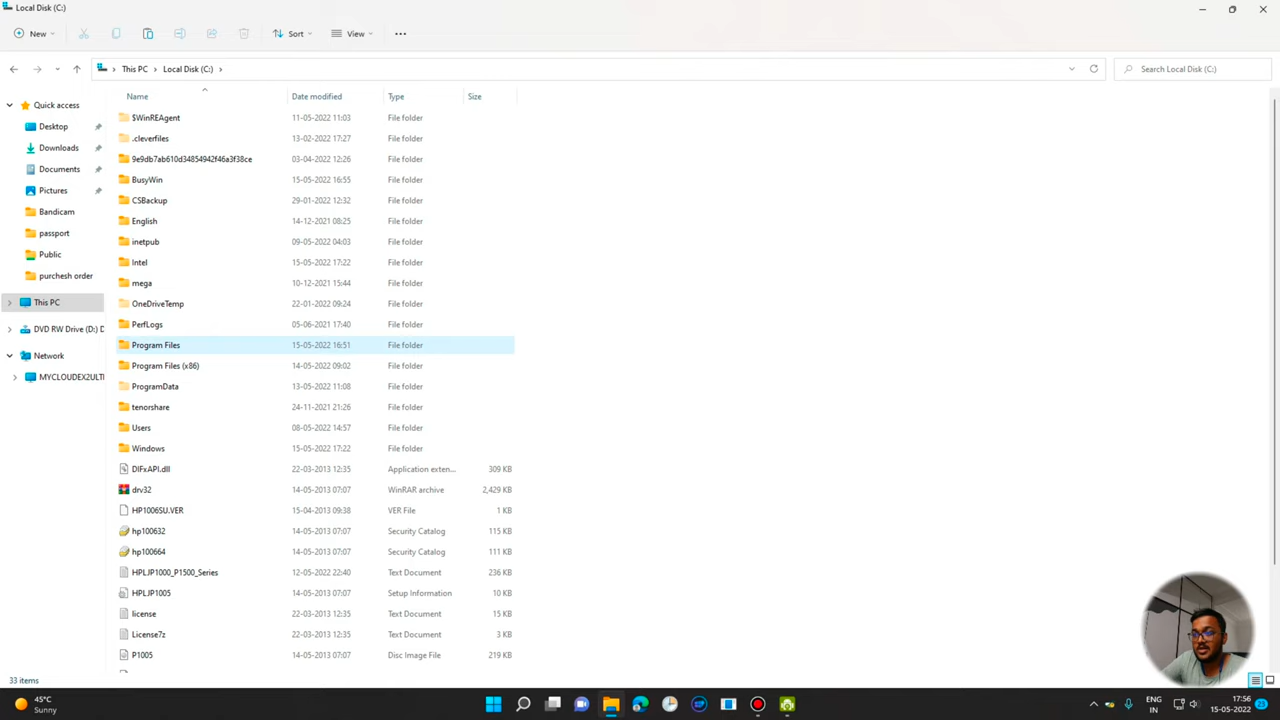 Local Disk (C:)
New
Sort
View
This PC > Local Disk (C:) >
Search Local Disk (C:)
Name Date modified Type Size
Quick access
Desktop
Downloads
Documents
Pictures
Bandicam
passport
Public
purchesh order
This PC
DVD RW Drive (D:) D
Network
MYCLOUDEX2ULTI
$WinREAgent 11-05-2022 11:03 File folder
.cleverfiles 13-02-2022 17:27 File folder
9e9db7ab610d34854942f46a3f38ce 03-04-2022 12:26 File folder
BusyWin 15-05-2022 16:55 File folder
CSBackup 29-01-2022 12:32 File folder
English 14-12-2021 08:25 File folder
inetpub 09-05-2022 04:03 File folder
Intel 15-05-2022 17:22 File folder
mega 10-12-2021 15:44 File folder
OneDriveTemp 22-01-2022 09:24 File folder
PerfLogs 05-06-2021 17:40 File folder
Program Files 15-05-2022 16:51 File folder
Program Files (x86) 14-05-2022 09:02 File folder
ProgramData 13-05-2022 11:08 File folder
tenorshare 24-11-2021 21:26 File folder
Users 08-05-2022 14:57 File folder
Windows 15-05-2022 17:22 File folder
DIFxAPI.dll 22-03-2013 12:35 Application exten... 309 KB
drv32 14-05-2013 07:07 WinRAR archive 2,429 KB
HP1006SU.VER 15-04-2013 09:38 VER File 1 KB
hp100632 14-05-2013 07:07 Security Catalog 115 KB
hp100664 14-05-2013 07:07 Security Catalog 111 KB
HPLJP1000_P1500_Series 12-05-2022 22:40 Text Document 236 KB
HPLJP1005 14-05-2013 07:07 Setup Information 10 KB
license 22-03-2013 12:35 Text Document 15 KB
License7z 22-03-2013 12:35 Text Document 3 KB
P1005 14-05-2013 07:07 Disc Image File 219 KB
33 items
45°C
Sunny
ENG
IN
17:56
15-05-2022